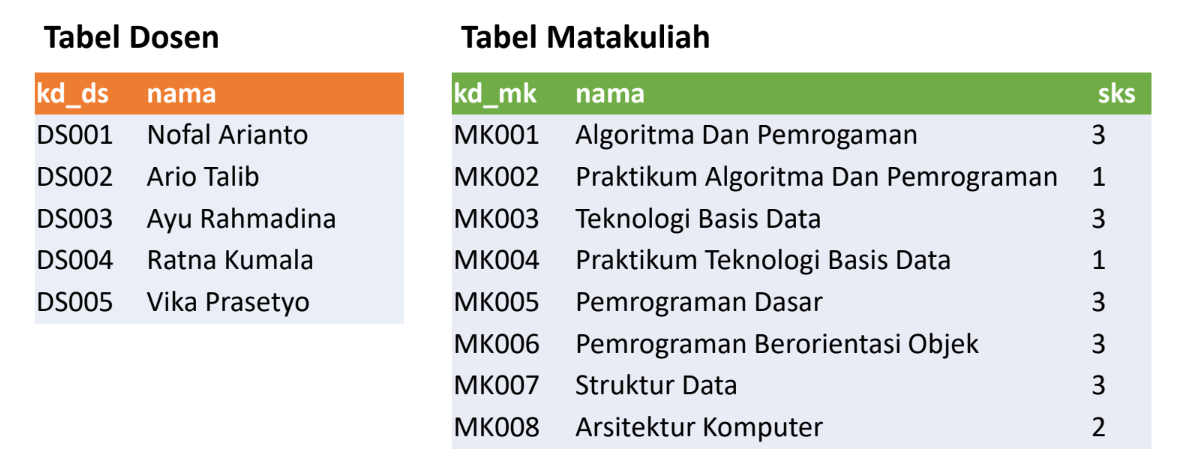 Tabel Dosen
kd_ds nama
DS001 Nofal Arianto
DS002 Ario Talib
DS003 Ayu Rahmadina
DS004 Ratna Kumala
DS005 Vika Prasetyo
Tabel Matakuliah
kd_mk nama sks
MK001 Algoritma Dan Pemrogaman 3
MK002 Praktikum Algoritma Dan Pemrograman 1
MK003 Teknologi Basis Data 3
MK004 Praktikum Teknologi Basis Data 1
MK005 Pemrograman Dasar 3
MK006 Pemrograman Berorientasi Objek 3
MK007 Struktur Data 3
MK008 Arsitektur Komputer 2